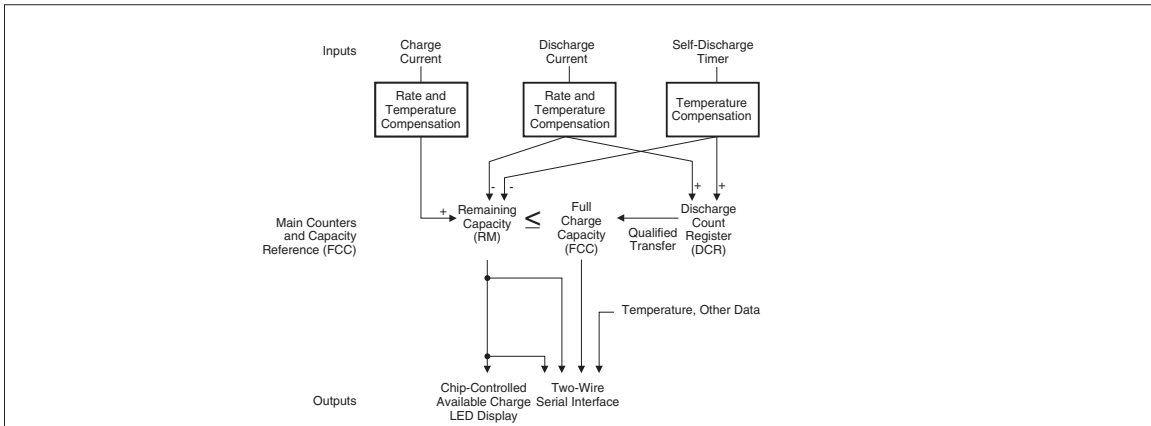 Inputs
Charge
Current
Discharge
Current
Self-Discharge
Timer
Rate and
Temperature
Compensation
Rate and
Temperature
Compensation
Temperature
Compensation
- -
+ +
+
Main Counters
and Capacity
Reference (FCC)
Remaining
Capacity
(RM)
≤
Full
Charge
Capacity
(FCC)
Qualified
Transfer
Discharge
Count
Register
(DCR)
Temperature, Other Data
Outputs
Chip-Controlled
Available Charge
LED Display
Two-Wire
Serial Interface